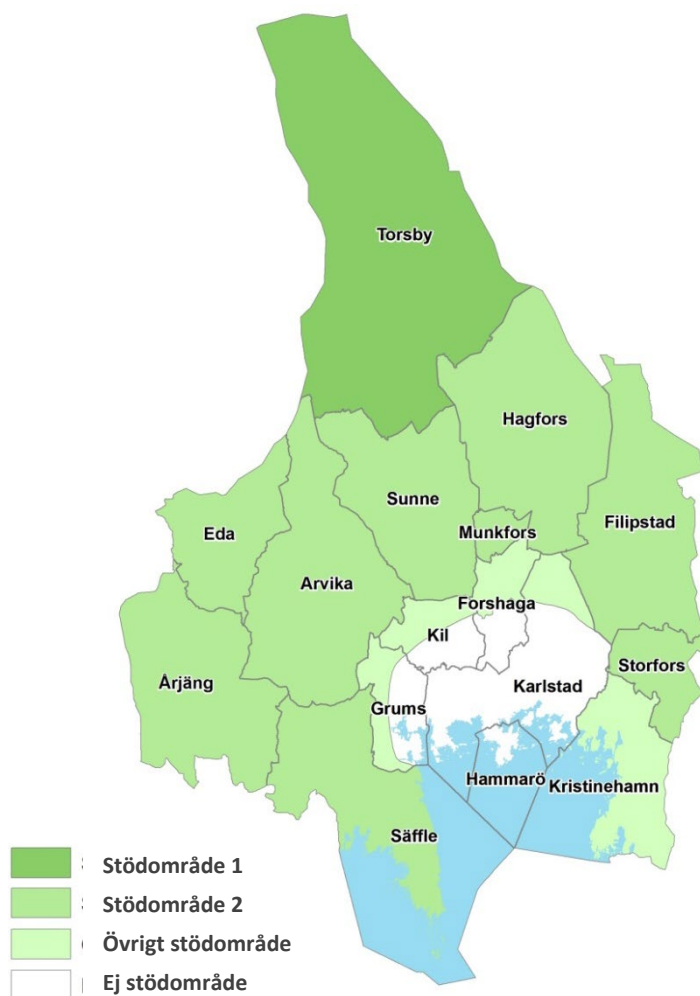 Torsby
Hagfors
Sunne
Munkfors
Filipstad
Eda
Arvika
Forshaga
Kil
Storfors
Årjäng
Karlstad
Grums
Hammarö
Kristinehamn
Säffle
Stödområde 1
Stödområde 2
Övrigt stödområde
Ej stödområde